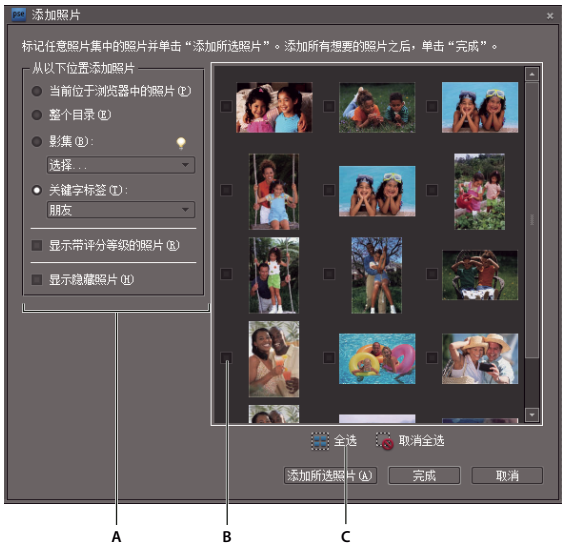 pse 添加照片
标记任意照片集中的照片并单击“添加所选照片”。添加所有想要的照片之后，单击“完成”。
从以下位置添加照片
当前位于浏览器中的照片(P)
整个目录(E)
影集(B):
选择...
关键字标签(T):
朋友
显示带评分等级的照片(R)
显示隐藏照片(H)
全选 取消全选
添加所选照片(A) 完成 取消
A B C